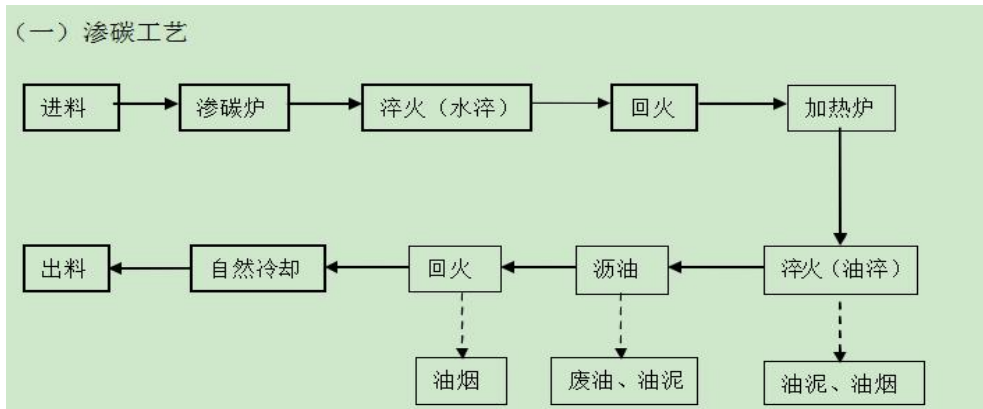 （一）渗碳工艺
进料
渗碳炉
淬火（水淬）
回火
加热炉
出料
自然冷却
回火
沥油
淬火（油淬）
油烟
废油、油泥
油泥、油烟